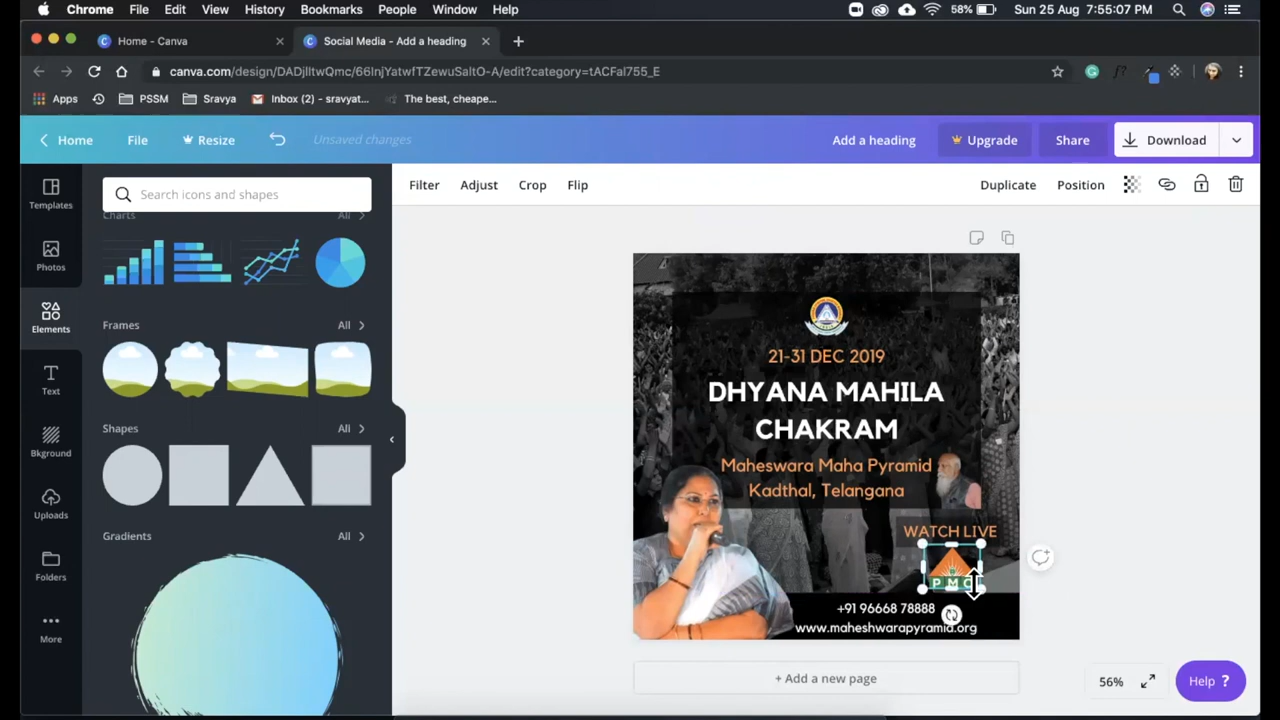 Chrome File Edit View History Bookmarks People Window Help 58% Sun 25 Aug 7:55:07 PM
Home - Canva
Social Media - Add a heading
canva.com/design/DADjlltwQmc/66InjYatwfTZewuSaltO-A/edit?category=tACFal755_E
Apps PSSM Sravya Inbox (2) - sravyat... The best, cheape...
Home File Resize Unsaved changes Add a heading Upgrade Share Download
Templates
Photos
Elements
Text
Bkground
Uploads
Folders
More
Search icons and shapes
Charts All
Frames All
Shapes All
Gradients All
Filter Adjust Crop Flip Duplicate Position
21-31 DEC 2019
DHYANA MAHILA
CHAKRAM
Maheswara Maha Pyramid
Kadthal, Telangana
WATCH LIVE
PMC
+91 96668 78888
www.maheshwarapyramid.org
+ Add a new page
56%
Help ?